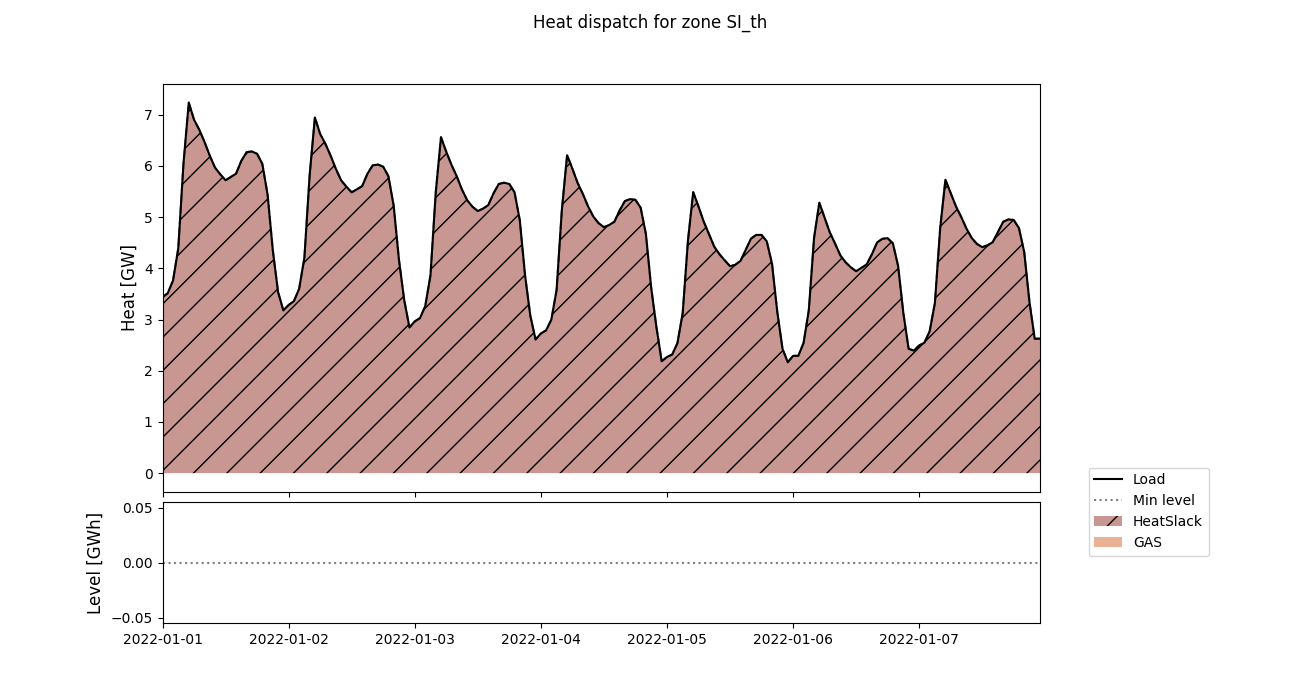 Heat dispatch for zone SI_th
Heat [GW]
7
6
5
4
3
2
1
0
Level [GWh]
0.05
0.00
−0.05
2022-01-01 2022-01-02 2022-01-03 2022-01-04 2022-01-05 2022-01-06 2022-01-07
Load
Min level
HeatSlack
GAS